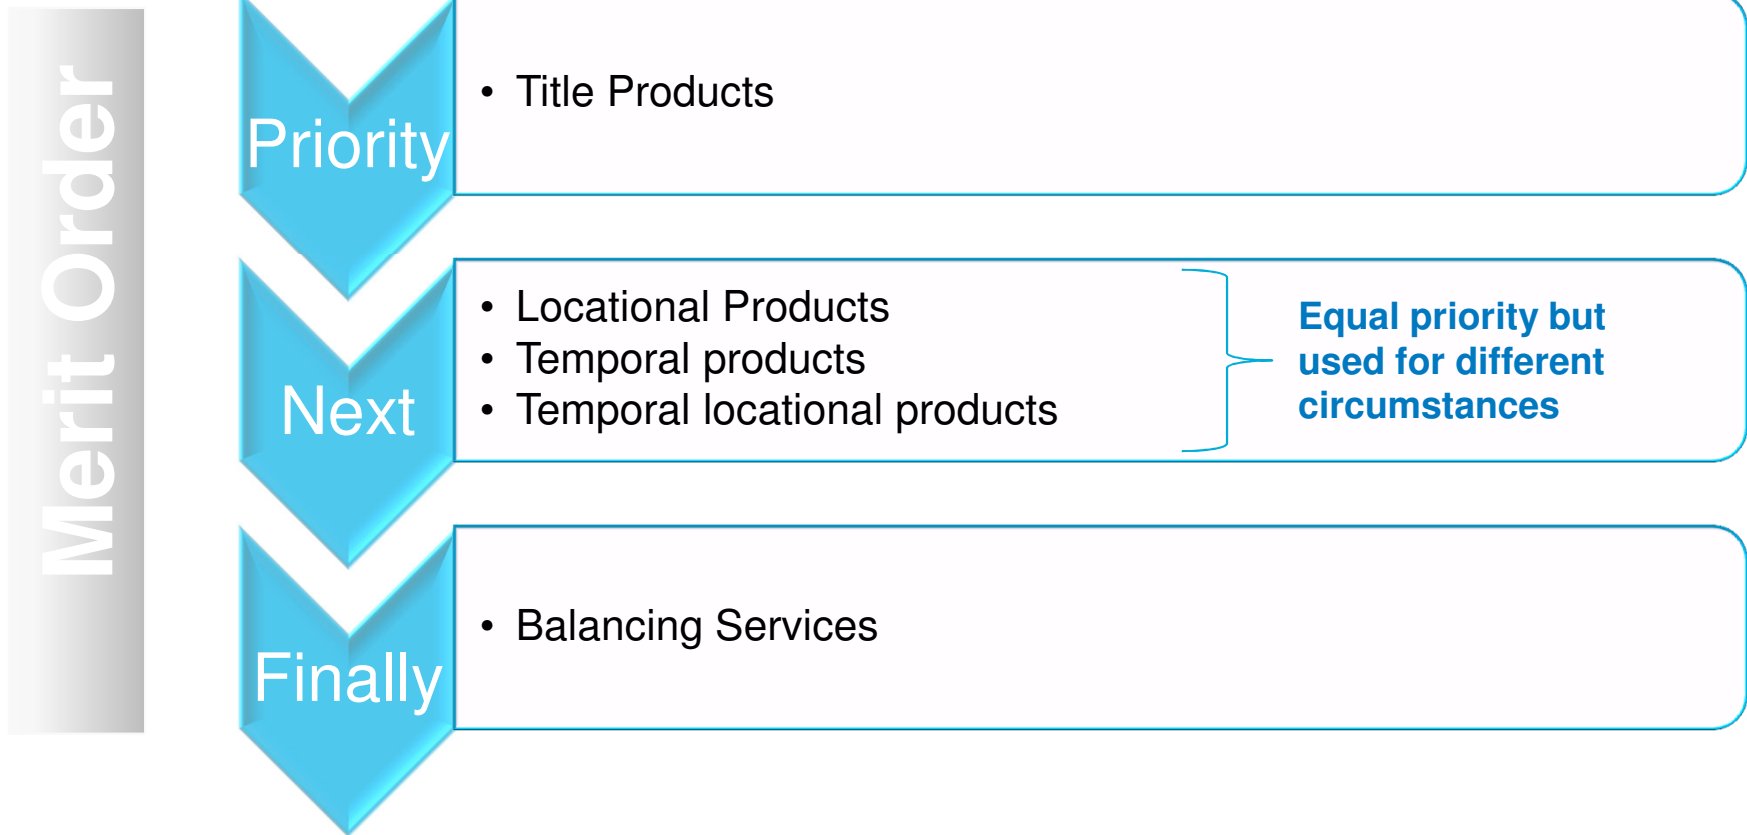 Merit Order
Priority
• Title Products
Next
• Locational Products
• Temporal products
• Temporal locational products
Equal priority but
used for different
circumstances
Finally
• Balancing Services